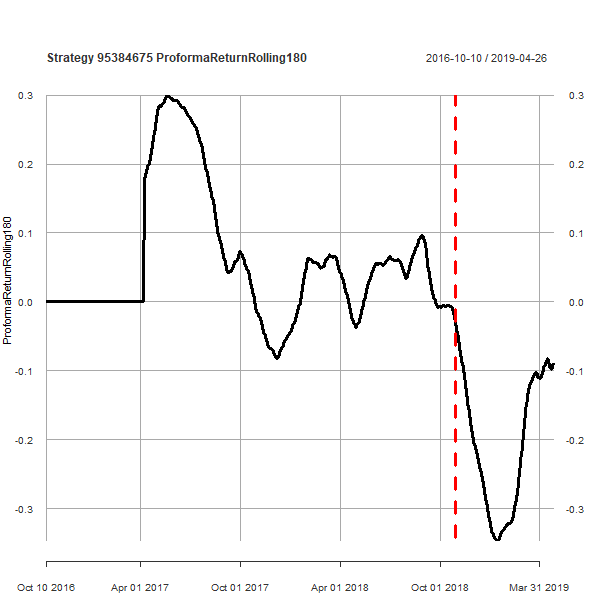 Strategy 95384675 ProformaReturnRolling180
2016-10-10 / 2019-04-26
ProformaReturnRolling180
0.3 0.3
0.2 0.2
0.1 0.1
0.0 0.0
-0.1 -0.1
-0.2 -0.2
-0.3 -0.3
Oct 10 2016 Apr 01 2017 Oct 01 2017 Apr 01 2018 Oct 01 2018 Mar 31 2019